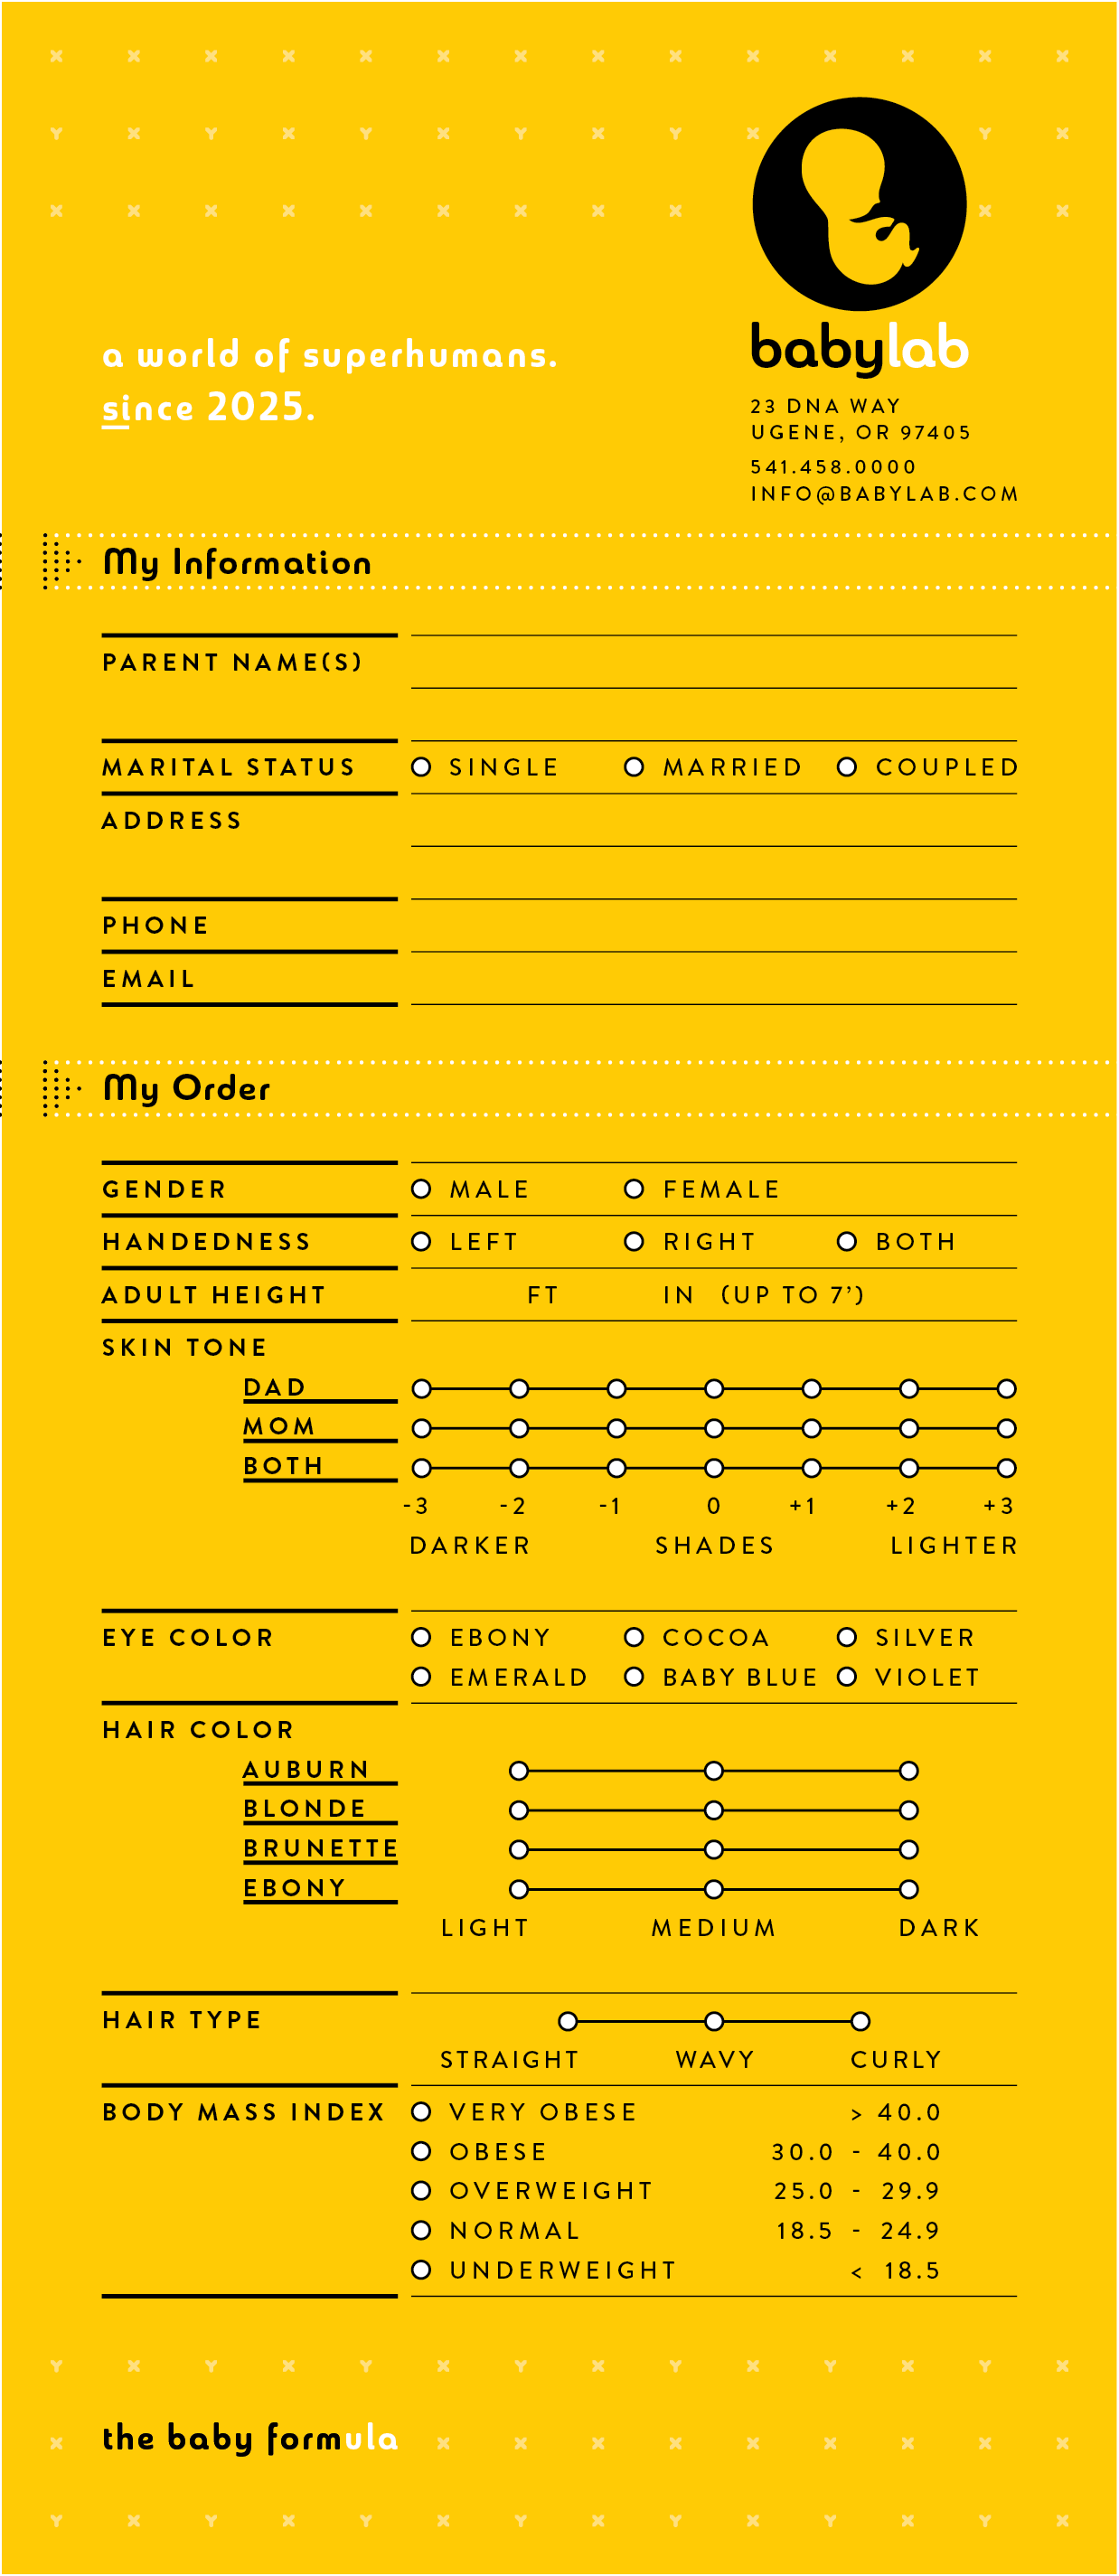 babylab
a world of superhumans.
since 2025.
23 DNA WAY
UGENE, OR 97405
541.458.0000
INFO@BABYLAB.COM
My Information
PARENT NAME(S)
MARITAL STATUS SINGLE MARRIED COUPLED
ADDRESS
PHONE
EMAIL
My Order
GENDER MALE FEMALE
HANDEDNESS LEFT RIGHT BOTH
ADULT HEIGHT FT IN (UP TO 7’)
SKIN TONE
DAD
MOM
BOTH
-3 -2 -1 0 +1 +2 +3
DARKER SHADES LIGHTER
EYE COLOR EBONY COCOA SILVER
EMERALD BABY BLUE VIOLET
HAIR COLOR
AUBURN
BLONDE
BRUNETTE
EBONY
LIGHT MEDIUM DARK
HAIR TYPE
STRAIGHT WAVY CURLY
BODY MASS INDEX VERY OBESE > 40.0
OBESE 30.0 - 40.0
OVERWEIGHT 25.0 - 29.9
NORMAL 18.5 - 24.9
UNDERWEIGHT < 18.5
the baby formula